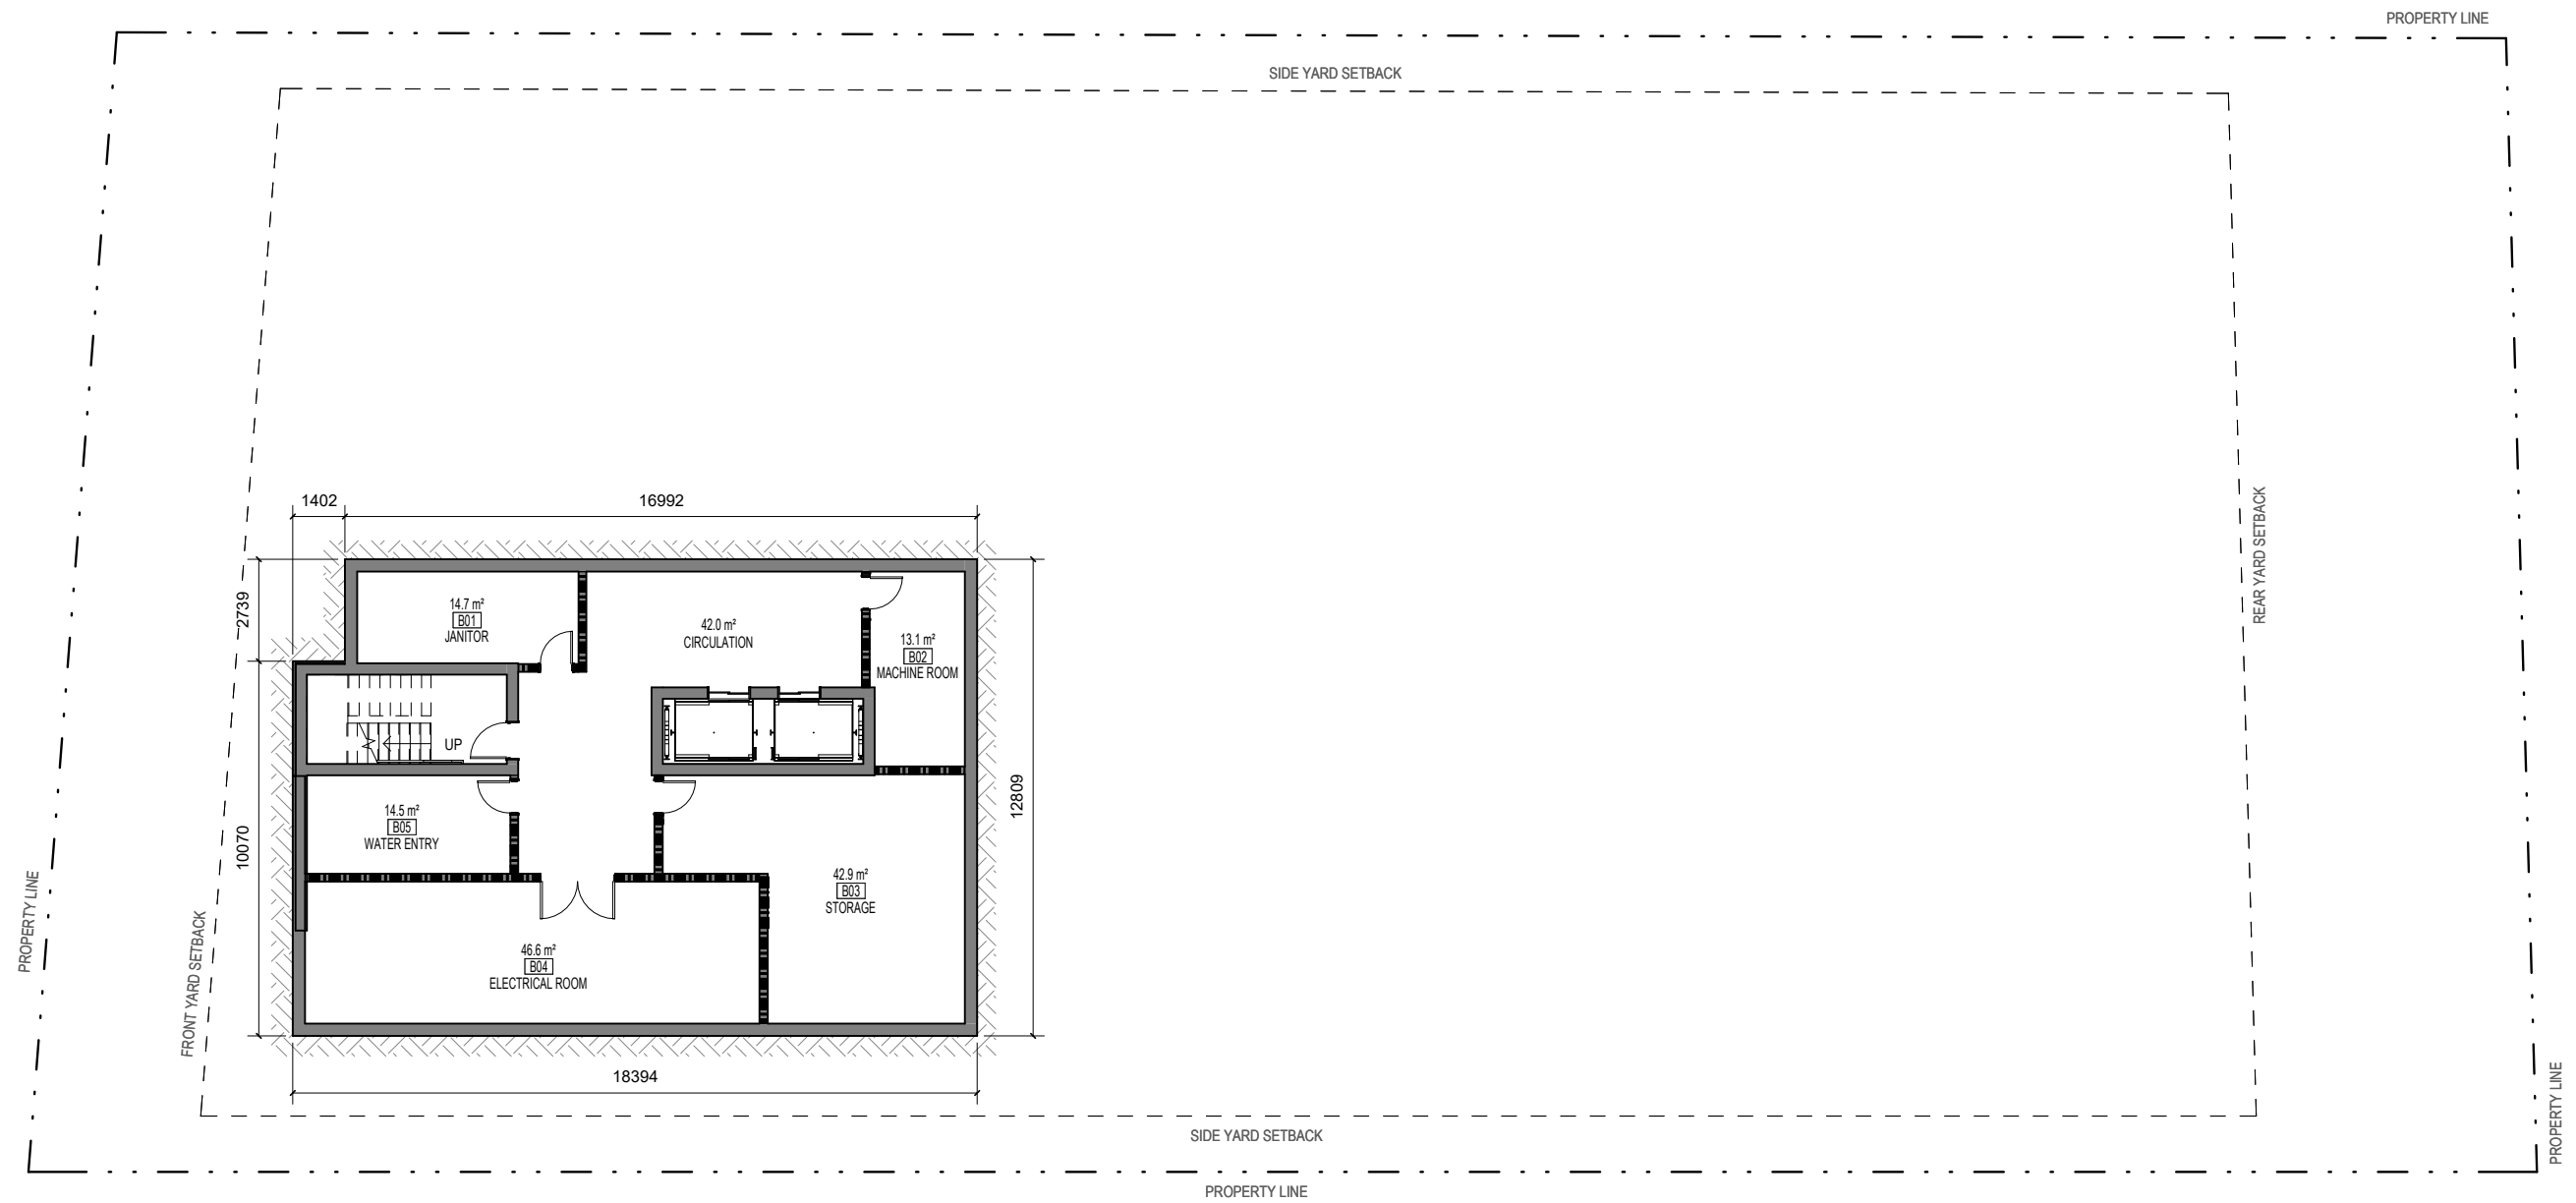 PROPERTY LINE
SIDE YARD SETBACK
1402
16992
REAR YARD SETBACK
2739
14.7 m²
B01
JANITOR
42.0 m²
CIRCULATION
13.1 m²
B02
MACHINE ROOM
UP
12809
14.5 m²
B05
WATER ENTRY
10070
42.9 m²
B03
STORAGE
PROPERTY LINE
FRONT YARD SETBACK
46.6 m²
B04
ELECTRICAL ROOM
18394
PROPERTY LINE
SIDE YARD SETBACK
PROPERTY LINE